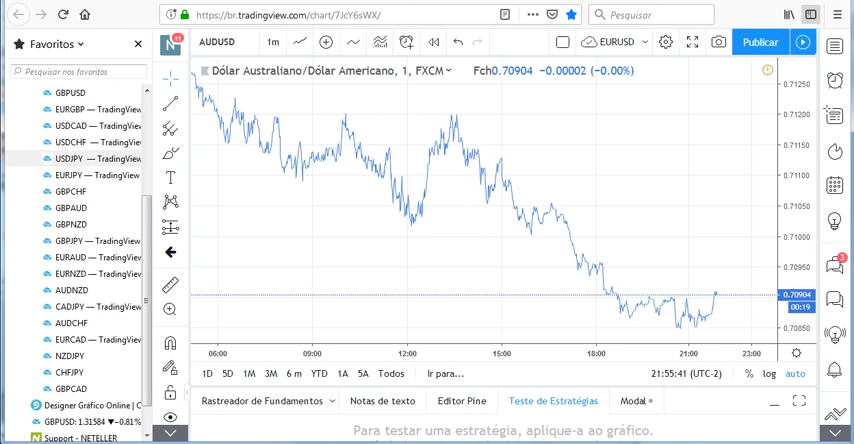 https://br.tradingview.com/chart/7JcY6sWX/
Pesquisar
Favoritos
Pesquisar nos favoritos
GBPUSD
EURGBP — TradingView
USDCAD — TradingView
USDCHF — TradingView
USDJPY — TradingView
EURJPY — TradingView
GBPCHF
GBPAUD
GBPNZD
GBPJPY — TradingView
EURAUD — TradingView
EURNZD — TradingView
AUDNZD
CADJPY — TradingView
AUDCHF
EURCAD — TradingView
NZDJPY
CHFJPY
GBPCAD
Designer Gráfico Online | C
GBPUSD: 1.31584 ▼−0.81%
Support - NETELLER
N
11
AUDUSD
1m
EURUSD
Publicar
Dólar Australiano/Dólar Americano, 1, FXCM
Fch0.70904 −0.00002 (−0.00%)
0.71250
0.71200
0.71150
0.71100
0.71050
0.71000
0.70950
0.70904
00:19
0.70850
06:00 09:00 12:00 15:00 18:00 21:00 23:00
1D 5D 1M 3M 6 m YTD 1A 5A Todos Ir para...
21:55:41 (UTC-2) % log auto
Rastreador de Fundamentos Notas de texto Editor Pine Teste de Estratégias Modal
Para testar uma estratégia, aplique-a ao gráfico.
3